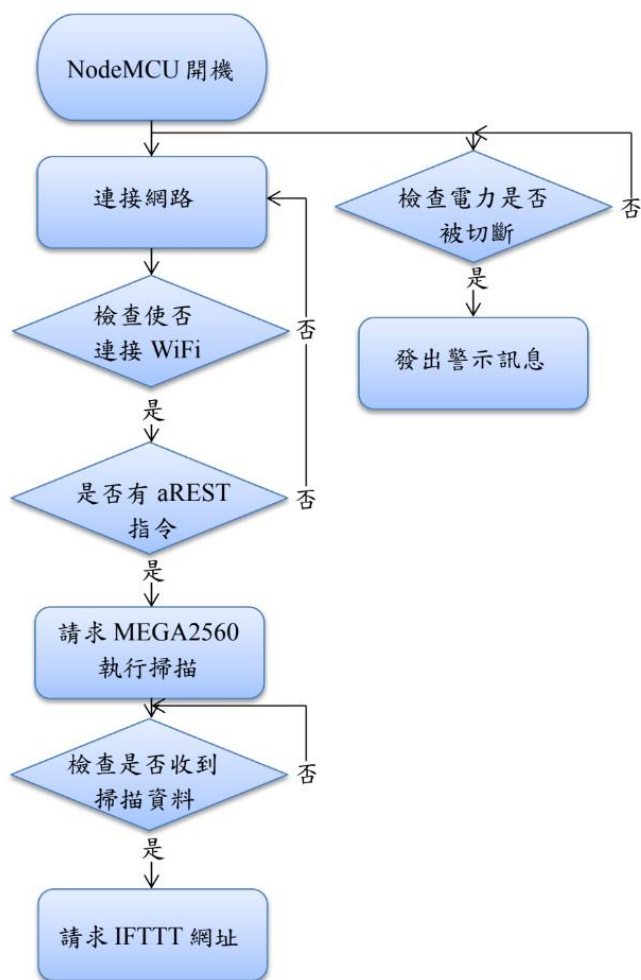 NodeMCU 開機
連接網路
檢查使否
連接 WiFi
否
是
是否有 aREST
指令
否
是
請求 MEGA2560
執行掃描
檢查是否收到
掃描資料
否
是
請求 IFTTT 網址
檢查電力是否
被切斷
否
是
發出警示訊息